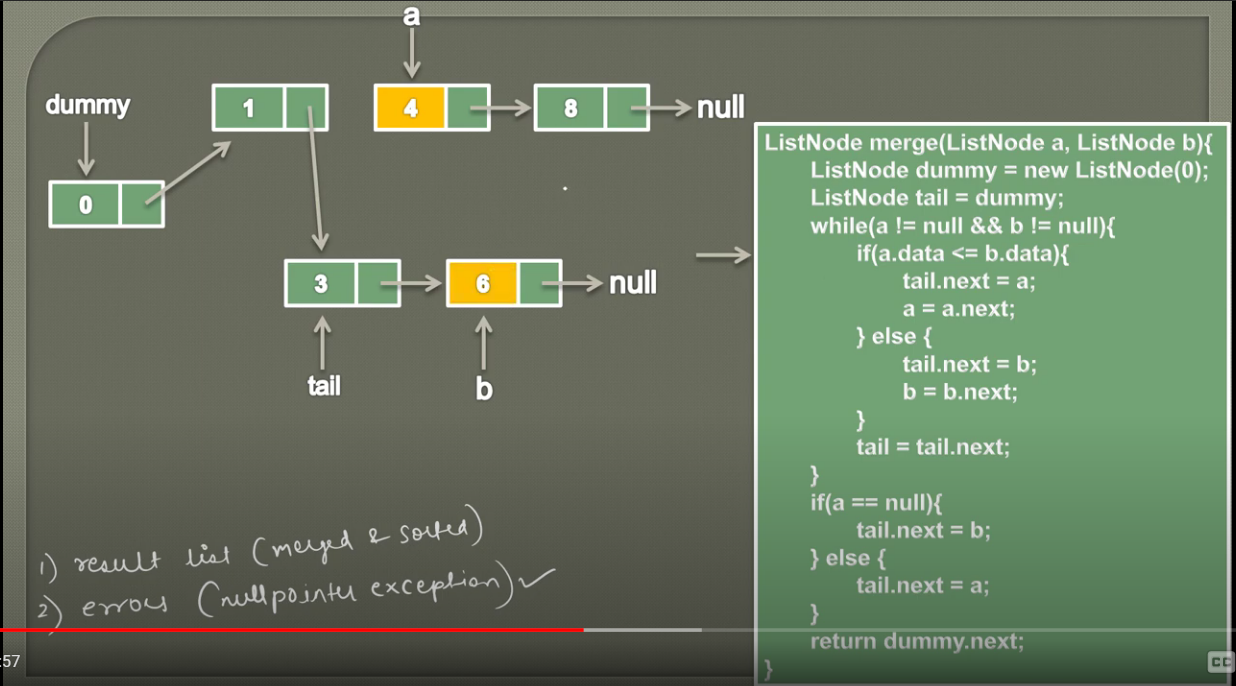 a
dummy
1
4
8
null
0
3
6
null
tail
b
ListNode merge(ListNode a, ListNode b){
ListNode dummy = new ListNode(0);
ListNode tail = dummy;
while(a != null && b != null){
if(a.data <= b.data){
tail.next = a;
a = a.next;
} else {
tail.next = b;
b = b.next;
}
tail = tail.next;
}
if(a == null){
tail.next = b;
} else {
tail.next = a;
}
return dummy.next;
}
1) result list (merged & sorted)
2) errors (nullpointer exception) ✓
:57
CC